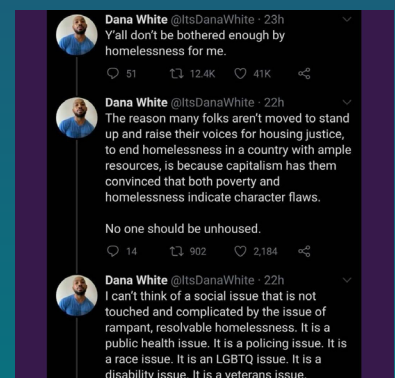 Dana White @ItsDanaWhite · 23h
Y'all don't be bothered enough by
homelessness for me.
51 12.4K 41K
Dana White @ItsDanaWhite · 22h
The reason many folks aren't moved to stand
up and raise their voices for housing justice,
to end homelessness in a country with ample
resources, is because capitalism has them
convinced that both poverty and
homelessness indicate character flaws.
No one should be unhoused.
14 902 2,184
Dana White @ItsDanaWhite · 22h
I can't think of a social issue that is not
touched and complicated by the issue of
rampant, resolvable homelessness. It is a
public health issue. It is a policing issue. It is
a race issue. It is an LGBTQ issue. It is a
disability issue. It is a veterans issue.